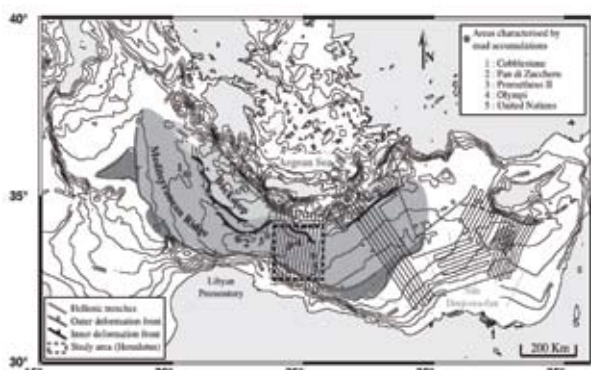 40°
35°
30°
N
Areas characterised by
mud accumulations
1 : Cobblestone
2 : Pan di Zucchero
3 : Prometheus II
4 : Olympi
5 : United Nations
Aegean Sea
Mediterranean Ridge
Libyan
Promontory
Nile
Deep-sea fan
Hellenic trenches
Outer deformation front
Inner deformation front
Study area (Herodotus)
200 Km